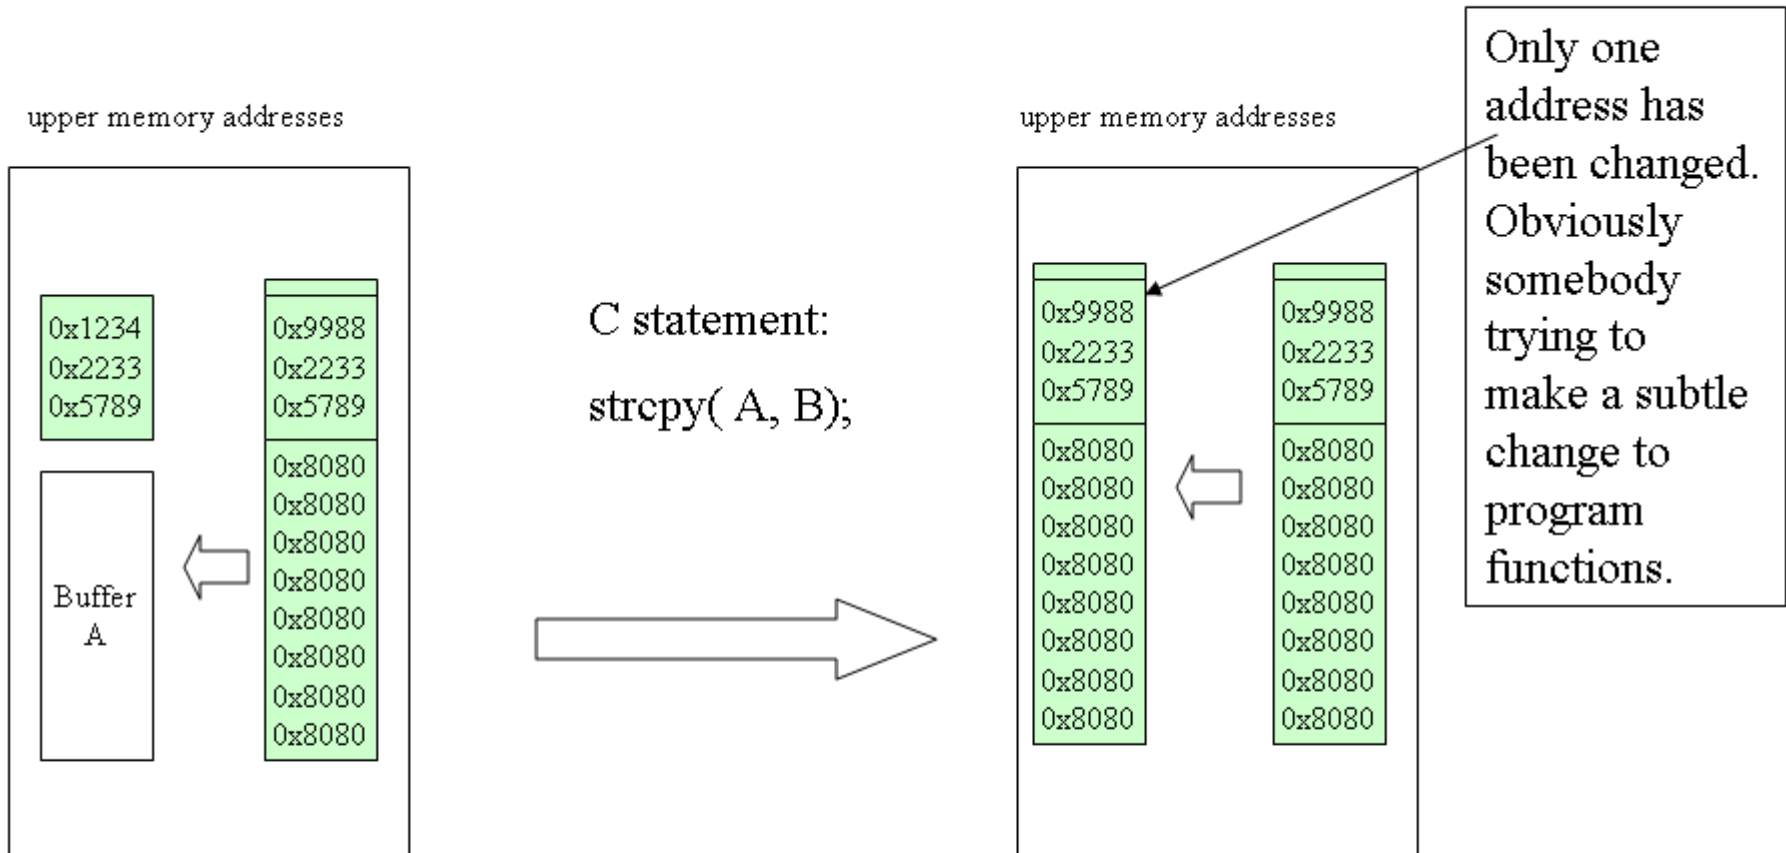 upper memory addresses
0x1234
0x2233
0x5789
Buffer
A
0x9988
0x2233
0x5789
0x8080
0x8080
0x8080
0x8080
0x8080
0x8080
0x8080
0x8080
C statement:
strcpy( A, B);
upper memory addresses
0x9988
0x2233
0x5789
0x8080
0x8080
0x8080
0x8080
0x8080
0x8080
0x8080
0x8080
0x9988
0x2233
0x5789
0x8080
0x8080
0x8080
0x8080
0x8080
0x8080
0x8080
0x8080
Only one
address has
been changed.
Obviously
somebody
trying to
make a subtle
change to
program
functions.